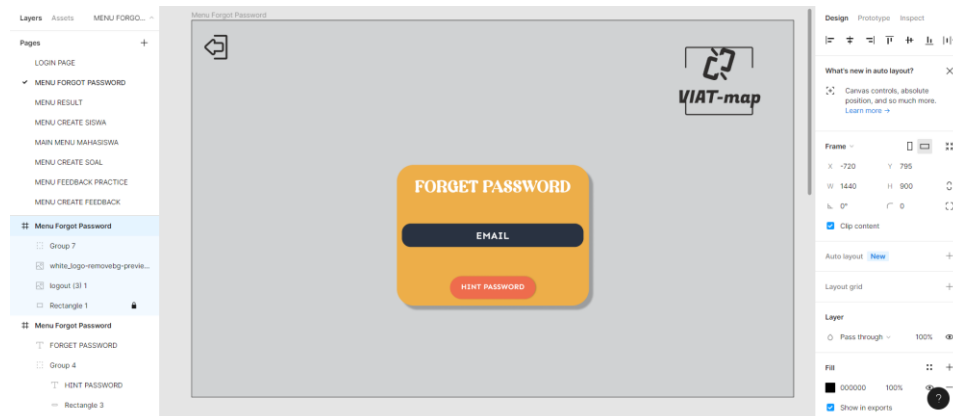 Layers Assets MENU FORGO...
Pages
LOGIN PAGE
MENU FORGOT PASSWORD
MENU RESULT
MENU CREATE SISWA
MAIN MENU MAHASISWA
MENU CREATE SOAL
MENU FEEDBACK PRACTICE
MENU CREATE FEEDBACK
Menu Forget Password
Group 7
white_logo-removebg-previe...
logout (3) 1
Rectangle 1
Menu Forget Password
FORGET PASSWORD
Group 4
HINT PASSWORD
Rectangle 3
Menu Forget Password
VIAT-map
FORGET PASSWORD
EMAIL
HINT PASSWORD
Design Prototype Inspect
What's new in auto layout?
Canvas controls, absolute
position, and so much more.
Learn more →
Frame
X -720 Y 795
W 1440 H 900
0° 0
Clip content
Auto layout New
Layout grid
Layer
Pass through 100%
Fill
000000 100%
Show in exports
?